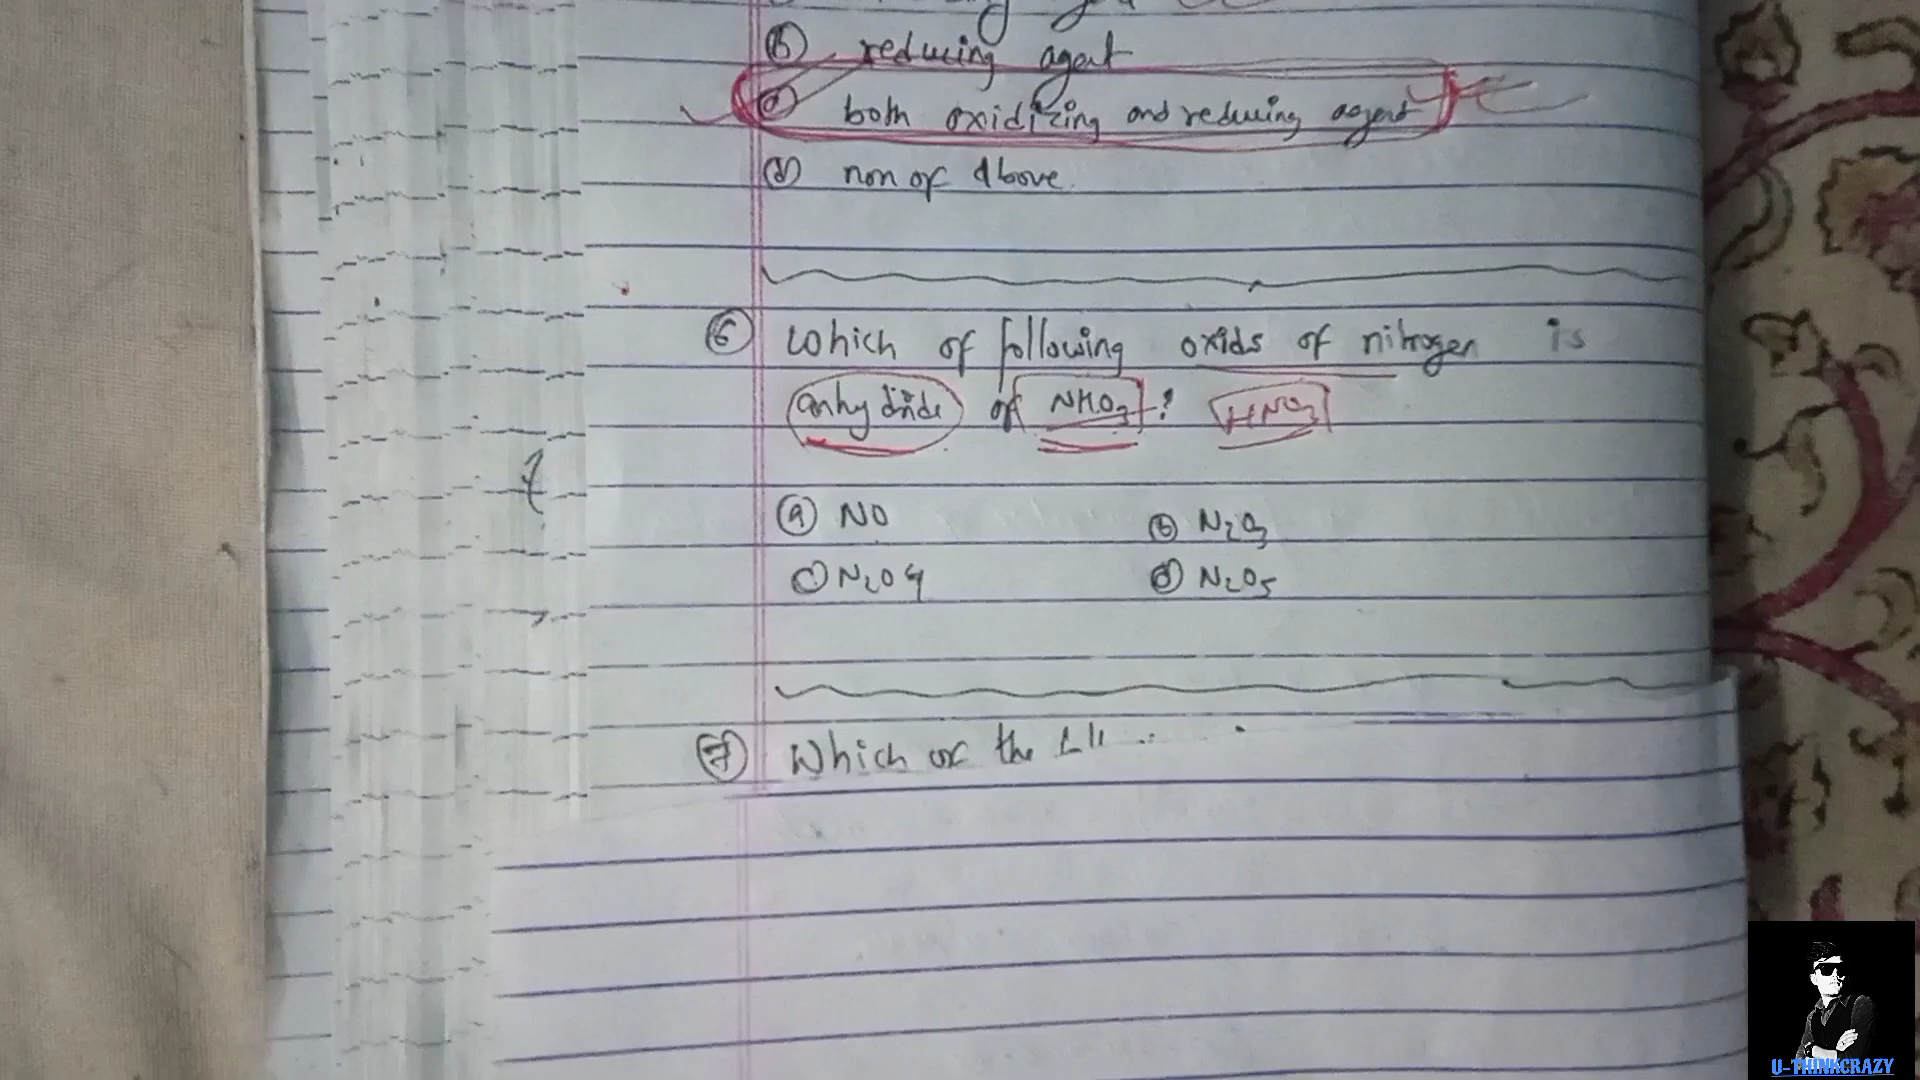 (b) reducing agent
(c) both oxidizing and reducing agent
(d) non of above
(6) Which of following oxids of nitrogen is
anhydride of NHO3? HNO3
(a) NO (b) N2O3
(c) N2O4 (d) N2O5
(7) Which of the
U-THINKCRAZY